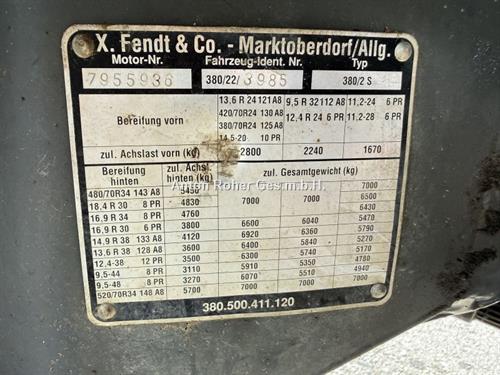 X. Fendt & Co. - Marktoberdorf/Allg.
Motor-Nr. Fahrzeug-Ident. Nr. Typ
7955936 380/22/3985 380/2 S
Bereifung vorn
13,6 R 24 121 A8 9,5 R 32 112 A8 11,2-24 6 PR
420/70R24 130 A8 12,4 R 24 6 PR 11,2-28 6 PR
380/70R24 125 A8
14,5-20 10 PR
zul. Achslast vorn (kg) 2800 2240 1670
Bereifung hinten zul. Achslast hinten (kg) zul. Gesamtgewicht (kg)
Anton Roher Ges.m.b.H.
480/70R34 143 A8 5450 7000
18.4 R 30 8 PR 4830 7000 7000 6500
16,9 R 34 8 PR 4760 6430
16,9 R 30 6 PR 3800 6600 6040 5470
14,9 R 38 133 A8 4120 6920 6360 5790
13,6 R 38 128 A8 3600 6400 5840 5270
12,4-38 12 PR 3500 6300 5740 5170
9,5-44 8 PR 3110 5910 5350 4780
9,5-48 8 PR 3270 6070 5510 4940
520/70R34 148 A8 5700 7000 7000 7000
380.500.411.120